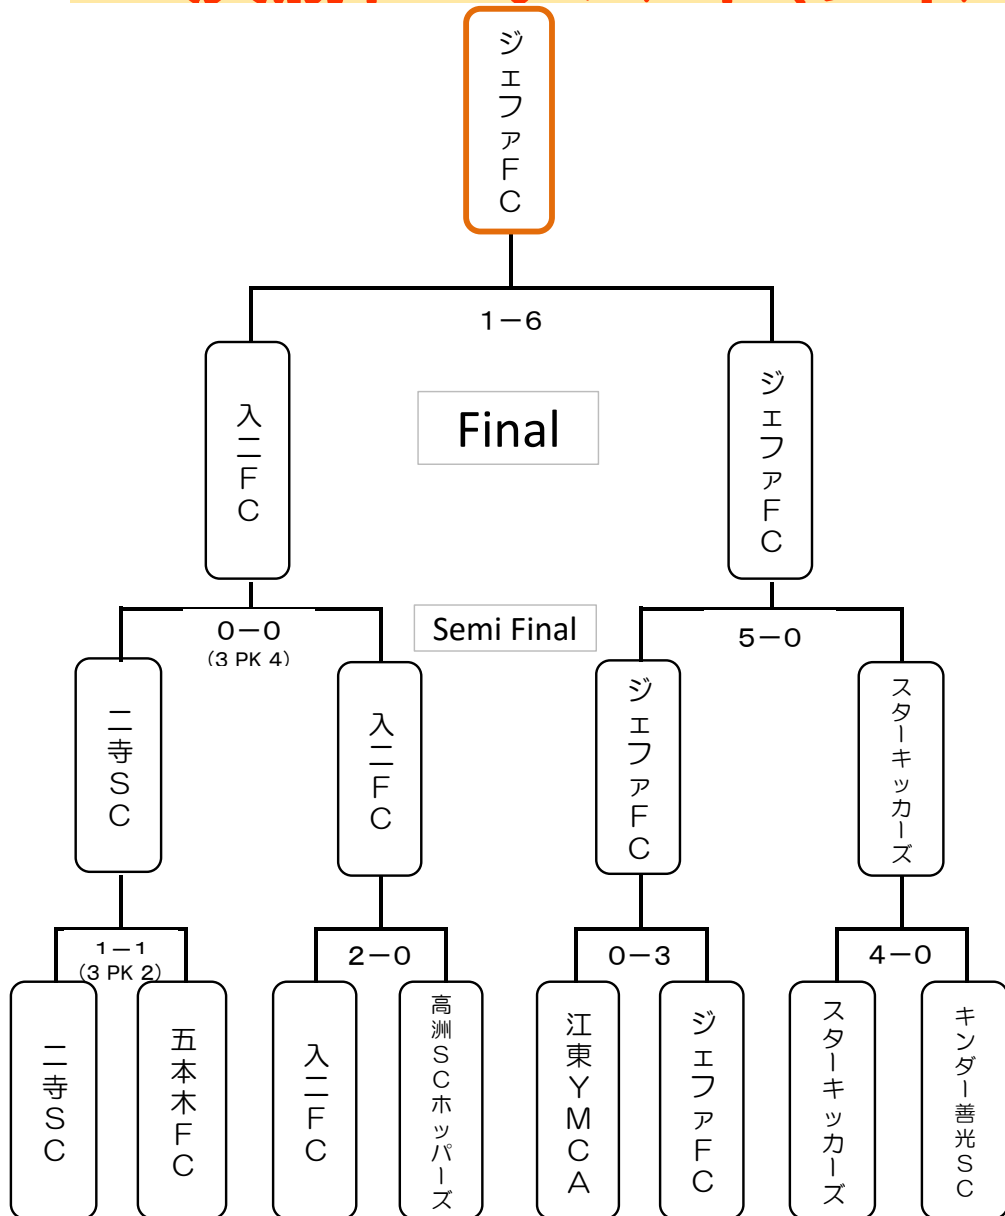 ジェファFC
1－6
入二FC
Final
ジェファFC
0－0
(3 PK 4)
Semi Final
5－0
二寺SC
入二FC
ジェファFC
スターキッカーズ
1－1
(3 PK 2)
2－0
0－3
4－0
二寺SC
五本木FC
入二FC
高洲SCホッパーズ
江東YMCA
ジェファFC
スターキッカーズ
キンダー善光SC